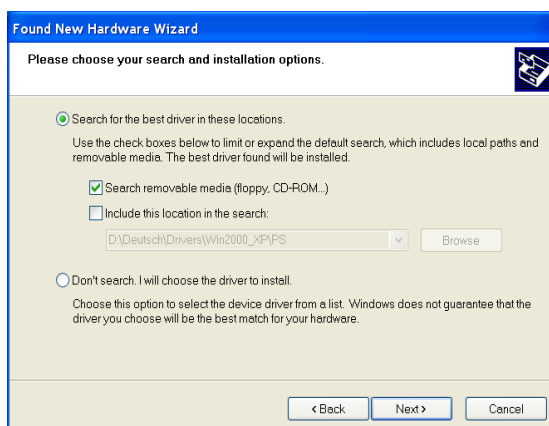 Found New Hardware Wizard
Please choose your search and installation options.
Search for the best driver in these locations.
Use the check boxes below to limit or expand the default search, which includes local paths and
removable media. The best driver found will be installed.
Search removable media (floppy, CD-ROM...)
Include this location in the search:
D:\Deutsch\Drivers\Win2000_XP\PS
Browse
Don't search. I will choose the driver to install.
Choose this option to select the device driver from a list. Windows does not guarantee that the
driver you choose will be the best match for your hardware.
< Back Next > Cancel